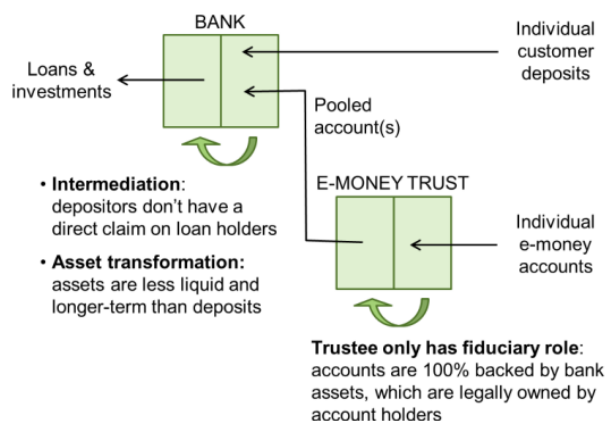 BANK
Individual
customer
deposits
Loans &
investments
Pooled
account(s)
• Intermediation:
depositors don’t have a
direct claim on loan holders
• Asset transformation:
assets are less liquid and
longer-term than deposits
E-MONEY TRUST
Individual
e-money
accounts
Trustee only has fiduciary role:
accounts are 100% backed by bank
assets, which are legally owned by
account holders